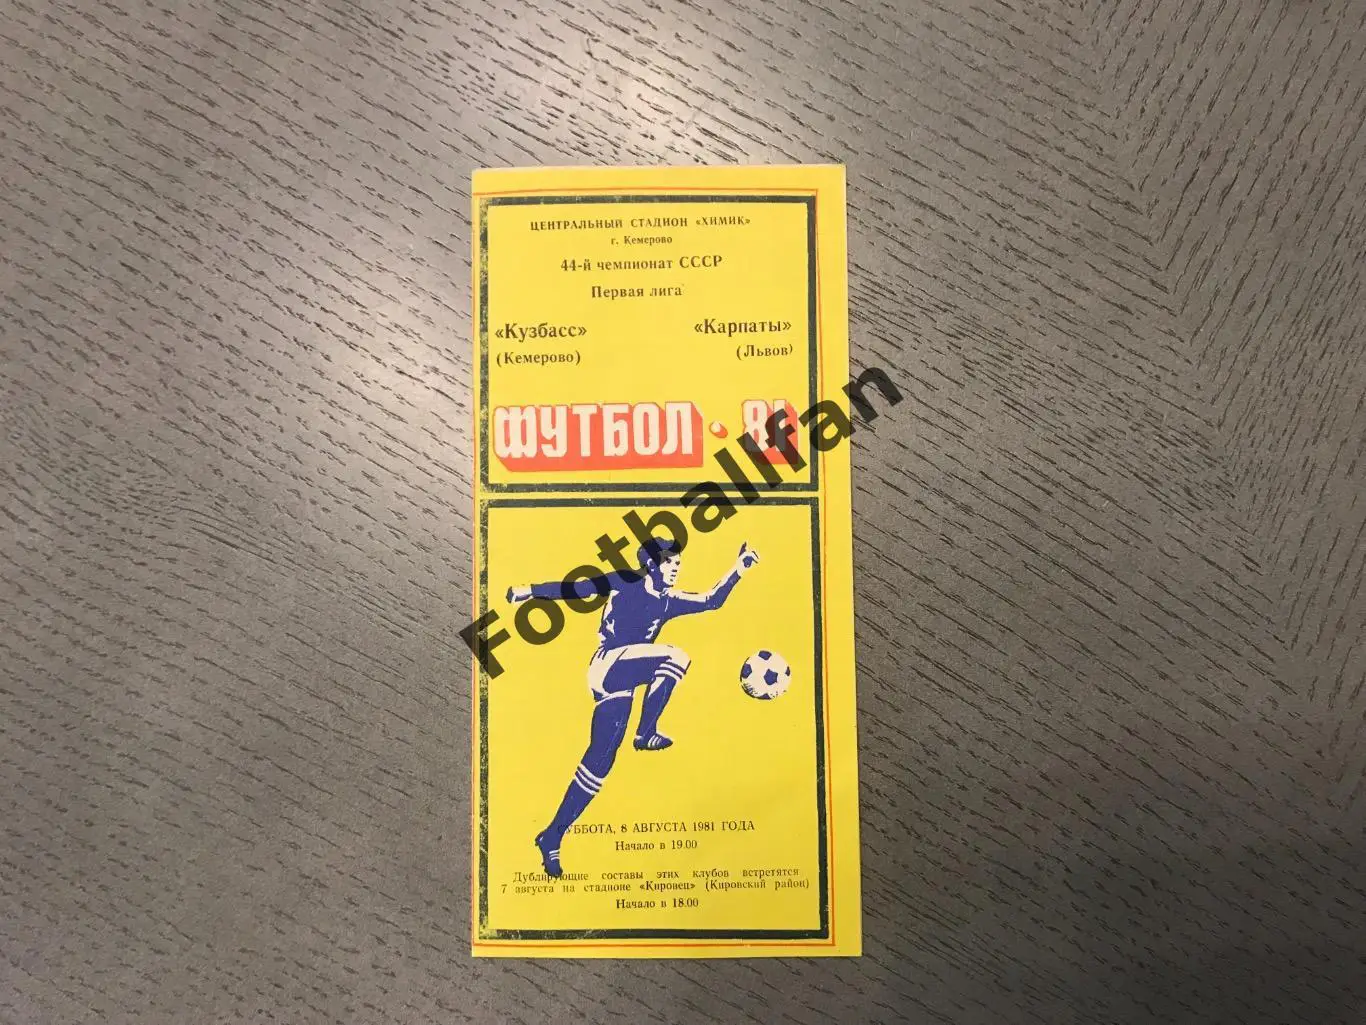 ЦЕНТРАЛЬНЫЙ СТАДИОН «ХИМИК»
г. Кемерово
44-й чемпионат СССР
Первая лига
«Кузбасс» «Карпаты»
(Кемерово) (Львов)
ФУТБОЛ · 81
Footballfan
СУББОТА, 8 АВГУСТА 1981 ГОДА
Начало в 19.00
Дублирующие составы этих клубов встретятся
7 августа на стадионе «Кировец» (Кировский район)
Начало в 18.00